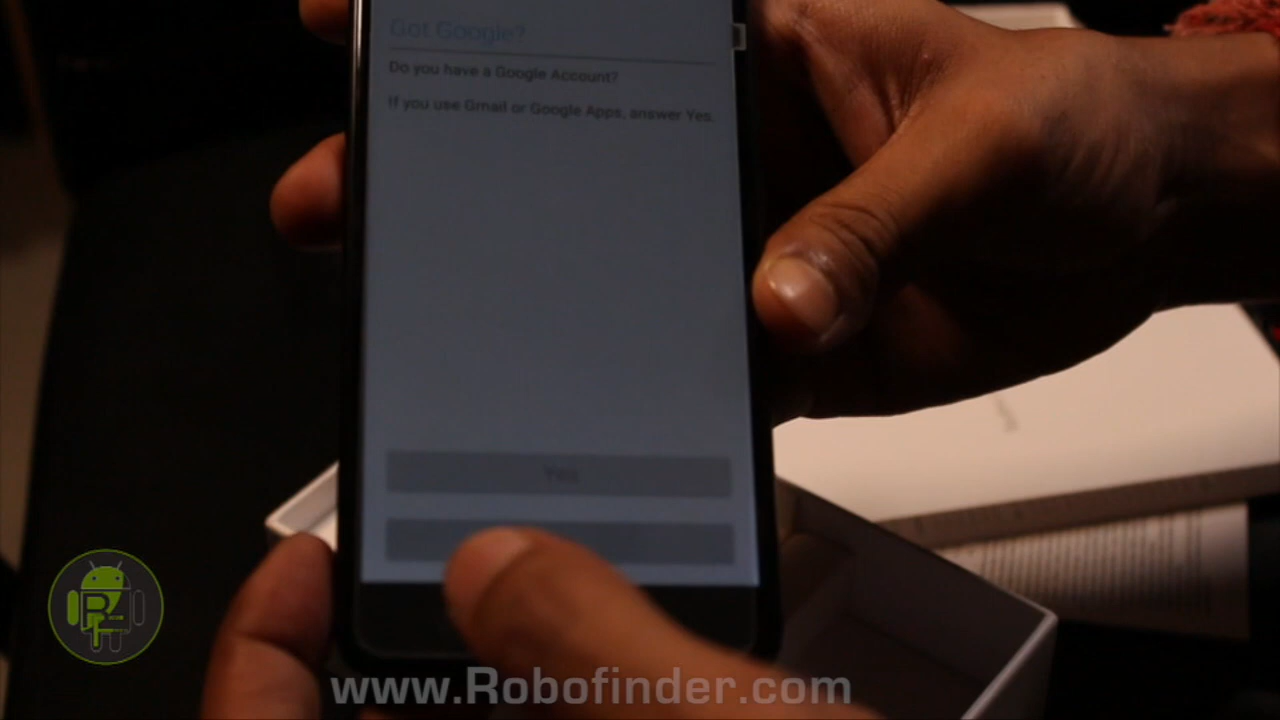 Got Google?
Do you have a Google Account?
If you use Gmail or Google Apps, answer Yes.
Yes
www.Robofinder.com